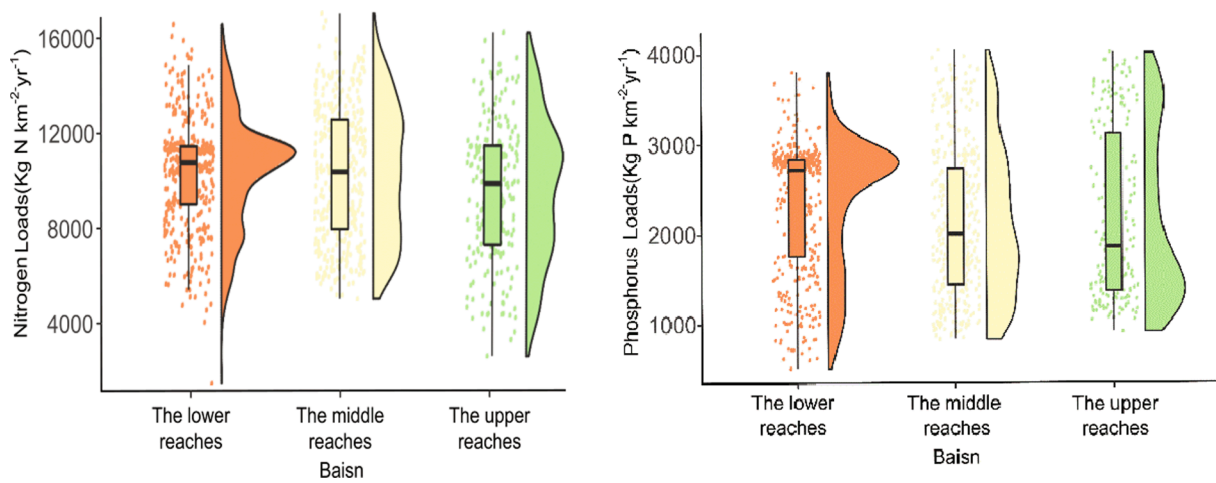 Nitrogen Loads(Kg N km-2·yr-1)
16000
12000
8000
4000
The lower
reaches
The middle
reaches
The upper
reaches
Baisn
Phosphorus Loads(Kg P km-2·yr-1)
4000
3000
2000
1000
The lower
reaches
The middle
reaches
The upper
reaches
Baisn